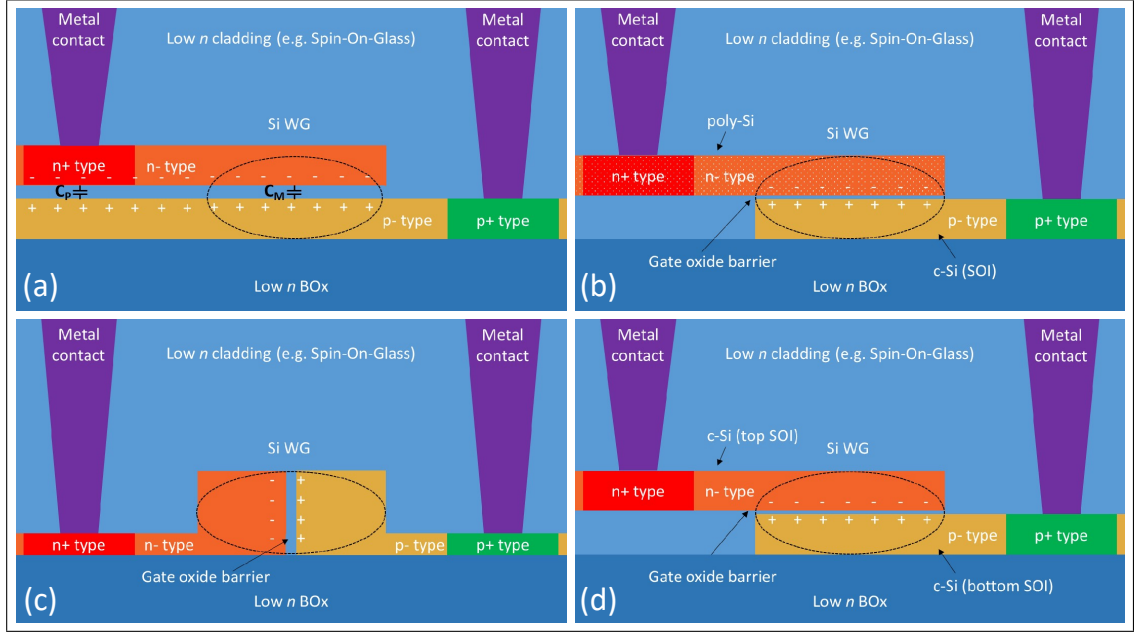 Metal
contact
Low n cladding (e.g. Spin-On-Glass)
Metal
contact
Si WG
n+ type
n- type
- - - - - - - - - - - - -
C_P
C_M
+ + + + + + + + + + + + +
p- type
p+ type
(a)
Low n BOx
Metal
contact
Low n cladding (e.g. Spin-On-Glass)
Metal
contact
poly-Si
Si WG
n+ type
n- type
- - - - - - -
+ + + + + + +
p- type
p+ type
Gate oxide barrier
c-Si (SOI)
(b)
Low n BOx
Metal
contact
Low n cladding (e.g. Spin-On-Glass)
Metal
contact
Si WG
- +
- +
- +
- +
n+ type
n- type
p- type
p+ type
Gate oxide barrier
(c)
Low n BOx
Metal
contact
Low n cladding (e.g. Spin-On-Glass)
Metal
contact
c-Si (top SOI)
Si WG
n+ type
n- type
- - - - - - -
+ + + + + + +
p- type
p+ type
Gate oxide barrier
c-Si (bottom SOI)
(d)
Low n BOx